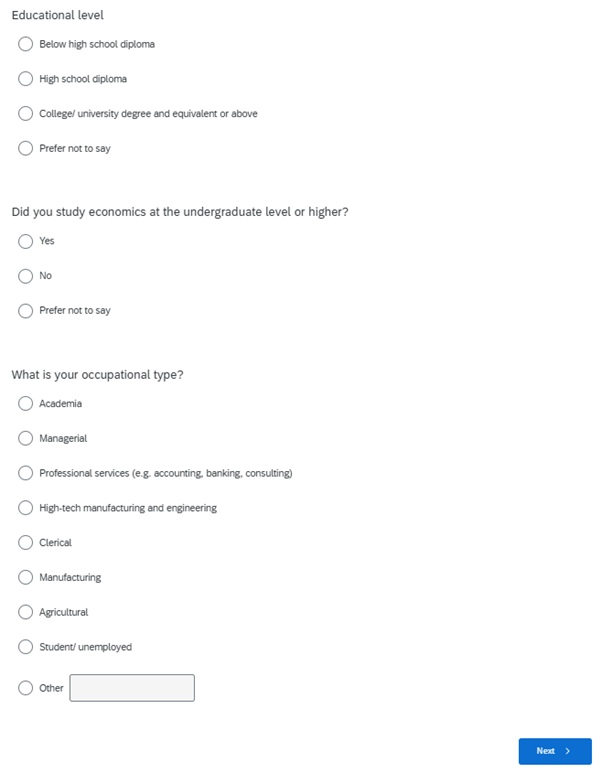 Educational level
Below high school diploma
High school diploma
College/ university degree and equivalent or above
Prefer not to say
Did you study economics at the undergraduate level or higher?
Yes
No
Prefer not to say
What is your occupational type?
Academia
Managerial
Professional services (e.g. accounting, banking, consulting)
High-tech manufacturing and engineering
Clerical
Manufacturing
Agricultural
Student/ unemployed
Other
Next